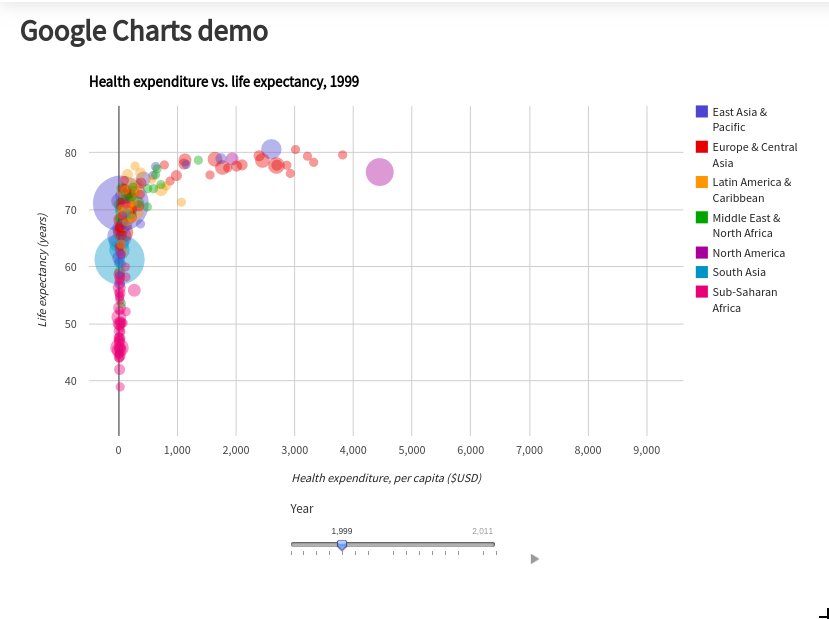 Google Charts demo
Health expenditure vs. life expectancy, 1999
East Asia &
Pacific
Europe & Central
Asia
Latin America &
Caribbean
Middle East &
North Africa
North America
South Asia
Sub-Saharan
Africa
Life expectancy (years)
80
70
60
50
40
0 1,000 2,000 3,000 4,000 5,000 6,000 7,000 8,000 9,000
Health expenditure, per capita ($USD)
Year
1,999 2,011